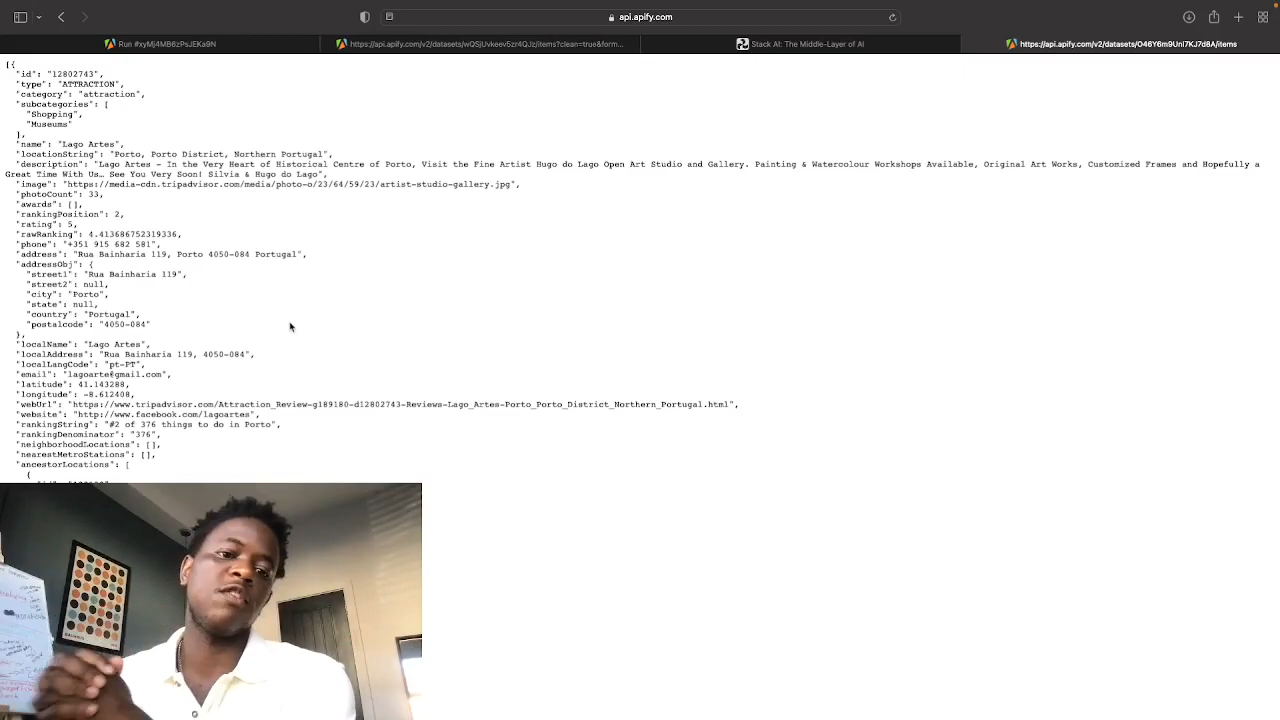 api.apify.com
Run #xyMj4MB6zPsJEKa9N
https://api.apify.com/v2/datasets/wQSjUvkeev5zr4QJz/items?clean=true&form...
Stack AI: The Middle-Layer of AI
https://api.apify.com/v2/datasets/O46Y6m9UnI7KJ7d8A/items
[{
"id": "12802743",
"type": "ATTRACTION",
"category": "attraction",
"subcategories": [
"Shopping",
"Museums"
],
"name": "Lago Artes",
"locationString": "Porto, Porto District, Northern Portugal",
"description": "Lago Artes - In the Very Heart of Historical Centre of Porto, Visit the Fine Artist Hugo do Lago Open Art Studio and Gallery. Painting & Watercolour Workshops Available, Original Art Works, Customized Frames and Hopefully a
Great Time With Us… See You Very Soon! Silvia & Hugo do Lago",
"image": "https://media-cdn.tripadvisor.com/media/photo-o/23/64/59/23/artist-studio-gallery.jpg",
"photoCount": 33,
"awards": [],
"rankingPosition": 2,
"rating": 5,
"rawRanking": 4.413686752319336,
"phone": "+351 915 682 581",
"address": "Rua Bainharia 119, Porto 4050-084 Portugal",
"addressObj": {
"street1": "Rua Bainharia 119",
"street2": null,
"city": "Porto",
"state": null,
"country": "Portugal",
"postalcode": "4050-084"
},
"localName": "Lago Artes",
"localAddress": "Rua Bainharia 119, 4050-084",
"localLangCode": "pt-PT",
"email": "lagoarte@gmail.com",
"latitude": 41.143288,
"longitude": -8.612408,
"webUrl": "https://www.tripadvisor.com/Attraction_Review-g189180-d12802743-Reviews-Lago_Artes-Porto_Porto_District_Northern_Portugal.html",
"website": "http://www.facebook.com/lagoartes",
"rankingString": "#2 of 376 things to do in Porto",
"rankingDenominator": "376",
"neighborhoodLocations": [],
"nearestMetroStations": [],
"ancestorLocations": [
{